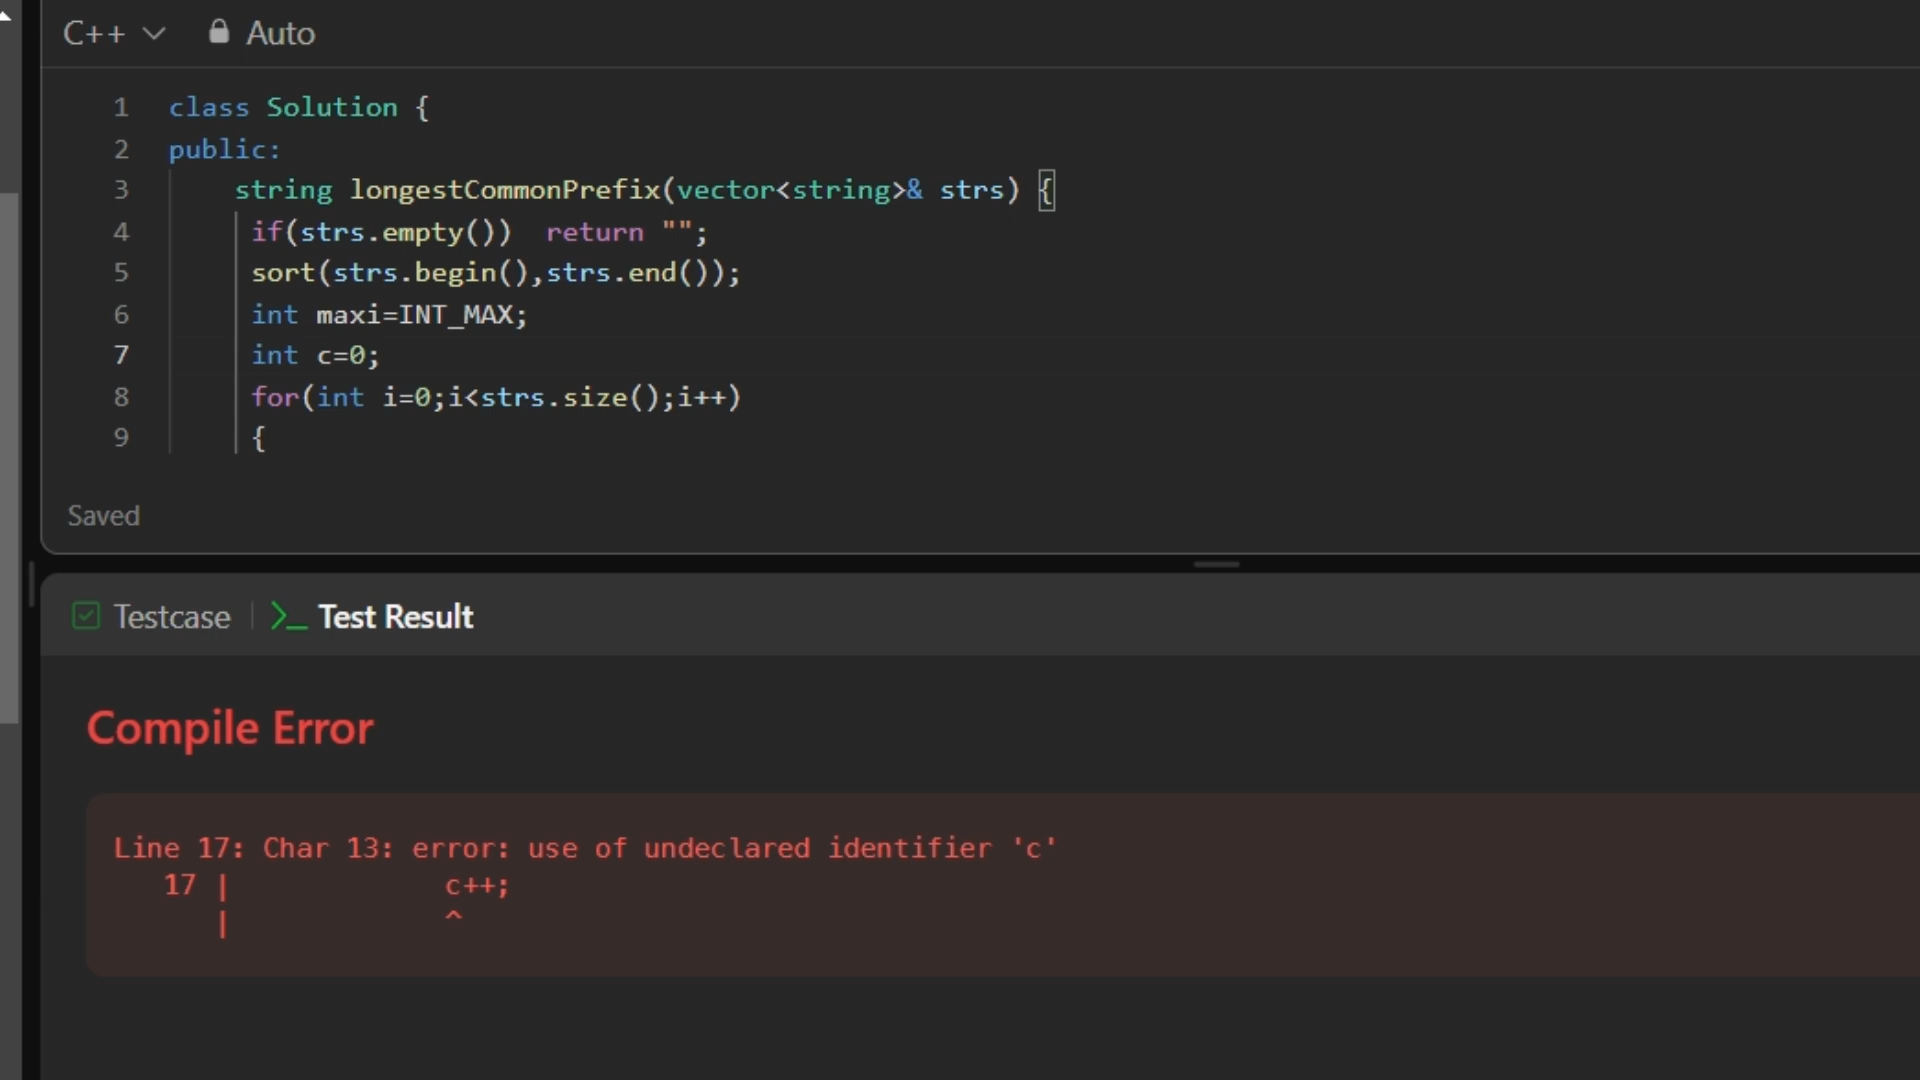 C++ Auto
1 class Solution {
2 public:
3 string longestCommonPrefix(vector<string>& strs) {
4 if(strs.empty())  return "";
5 sort(strs.begin(),strs.end());
6 int maxi=INT_MAX;
7 int c=0;
8 for(int i=0;i<strs.size();i++)
9 {
Saved
Testcase | >_ Test Result
Compile Error
Line 17: Char 13: error: use of undeclared identifier 'c'
17 | c++;
| ^